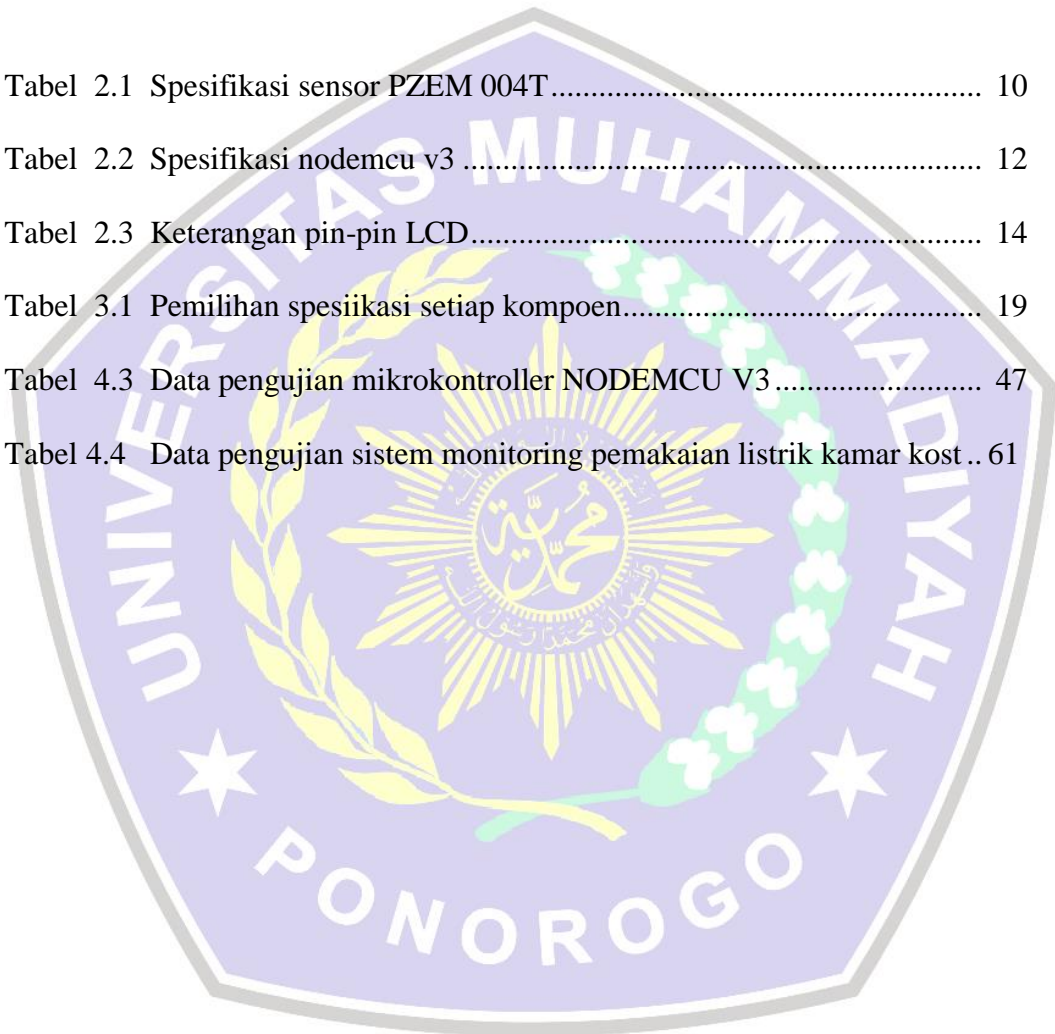 Tabel 2.1 Spesifikasi sensor PZEM 004T...................................................... 10
Tabel 2.2 Spesifikasi nodemcu v3 ................................................................. 12
Tabel 2.3 Keterangan pin-pin LCD................................................................ 14
Tabel 3.1 Pemilihan spesiikasi setiap kompoen............................................. 19
Tabel 4.3 Data pengujian mikrokontroller NODEMCU V3.......................... 47
Tabel 4.4 Data pengujian sistem monitoring pemakaian listrik kamar kost .. 61
UNIVERSITAS MUHAMMADIYAH
PONOROGO
محمدية